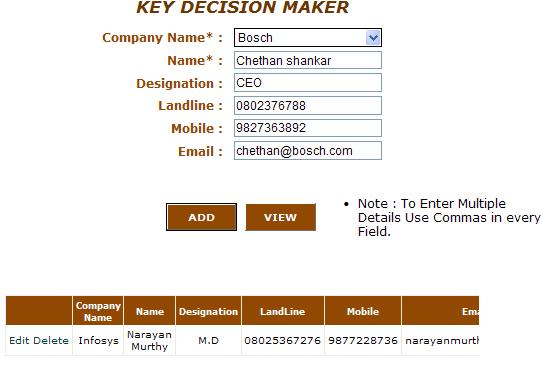 KEY DECISION MAKER
Company Name* : Bosch
Name* : Chethan shankar
Designation : CEO
Landline : 0802376788
Mobile : 9827363892
Email : chethan@bosch.com
ADD VIEW
• Note : To Enter Multiple
Details Use Commas in every
Field.
Company Name Name Designation LandLine Mobile Ema
Edit Delete Infosys Narayan Murthy M.D 08025367276 9877228736 narayanmurth